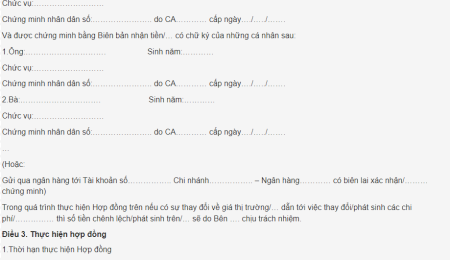 Chức vụ:…………………………
Chứng minh nhân dân số:…………………… do CA………… cấp ngày…/…../…….
Và được chứng minh bằng Biên bản nhận tiền/… có chữ ký của những cá nhân sau:
1.Ông:…………………………… Sinh năm:…………
Chức vụ:………………………
Chứng minh nhân dân số:…………………… do CA………… cấp ngày…/…../…….
2.Bà:…………………………… Sinh năm:…………
Chức vụ:………………………
Chứng minh nhân dân số:…………………… do CA………… cấp ngày…/…../…….
…
(Hoặc:
Gửi qua ngân hàng tới Tài khoản số……………… Chi nhánh……………… – Ngân hàng………… có biên lai xác nhận/………
chứng minh)
Trong quá trình thực hiện Hợp đồng trên nếu có sự thay đổi về giá thị trường/… dẫn tới việc thay đổi/phát sinh các chi
phí/…………… thì số tiền chênh lệch/phát sinh trên/… sẽ do Bên …. chịu trách nhiệm.
Điều 3. Thực hiện hợp đồng
1.Thời hạn thực hiện Hợp đồng